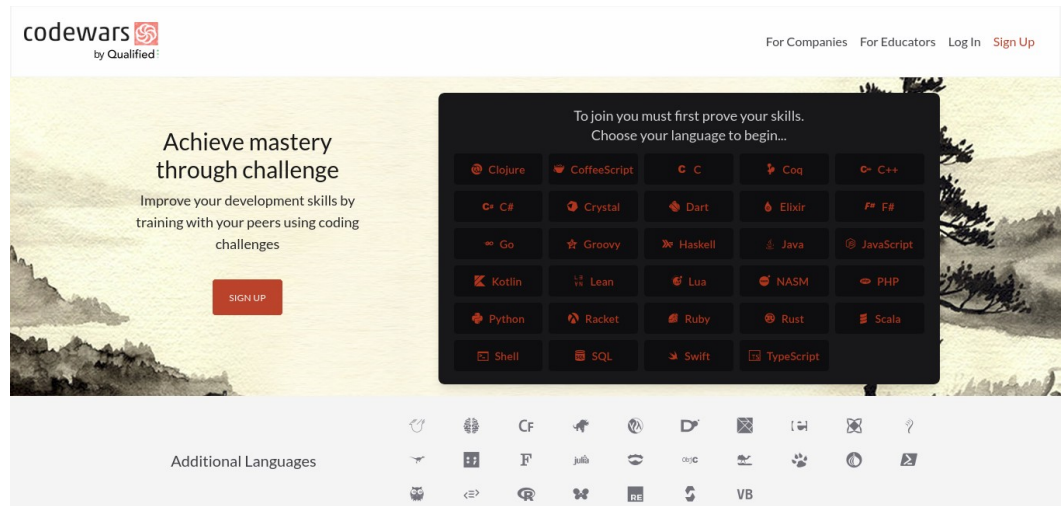 codewars
by Qualified
For Companies For Educators Log In Sign Up
Achieve mastery
through challenge
Improve your development skills by
training with your peers using coding
challenges
SIGN UP
To join you must first prove your skills.
Choose your language to begin...
Clojure CoffeeScript C C Coq C++
C# C# Crystal Dart Elixir F# F#
GO Go Groovy Haskell Java JavaScript
Kotlin Lean Lua NASM PHP
Python Racket Ruby Rust Scala
Shell SQL Swift TS TypeScript
Additional Languages
CF
F julia OBJC
R RE VB